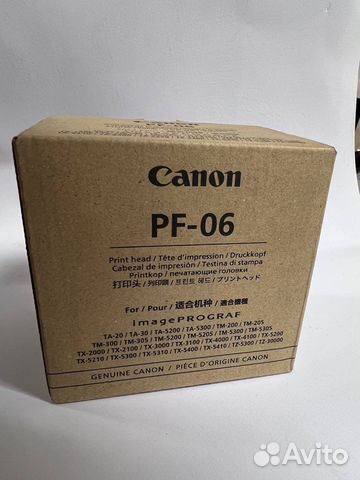 Canon
PF-06
Print head / Tête d'impression / Druckkopf
Cabezal de impresión / Testina di stampa
Printkop / печатающие головки
打印头 / 列印頭 / 프린트 헤드 / プリントヘッド
For / Pour / 适合机种 / 適合機種
imagePROGRAF
TA-20 / TA-30 / TA-5200 / TA-5300 / TM-200 / TM-205
TM-300 / TM-305 / TM-5200 / TM-5205 / TM-5300 / TM-5305
TX-2000 / TX-2100 / TX-3000 / TX-3100 / TX-4000 / TX-4100 / TX-5200
TX-5210 / TX-5300 / TX-5310 / TX-5400 / TX-5410 / TZ-5300 / TZ-30000
GENUINE CANON / PIÈCE D'ORIGINE CANON
Avito